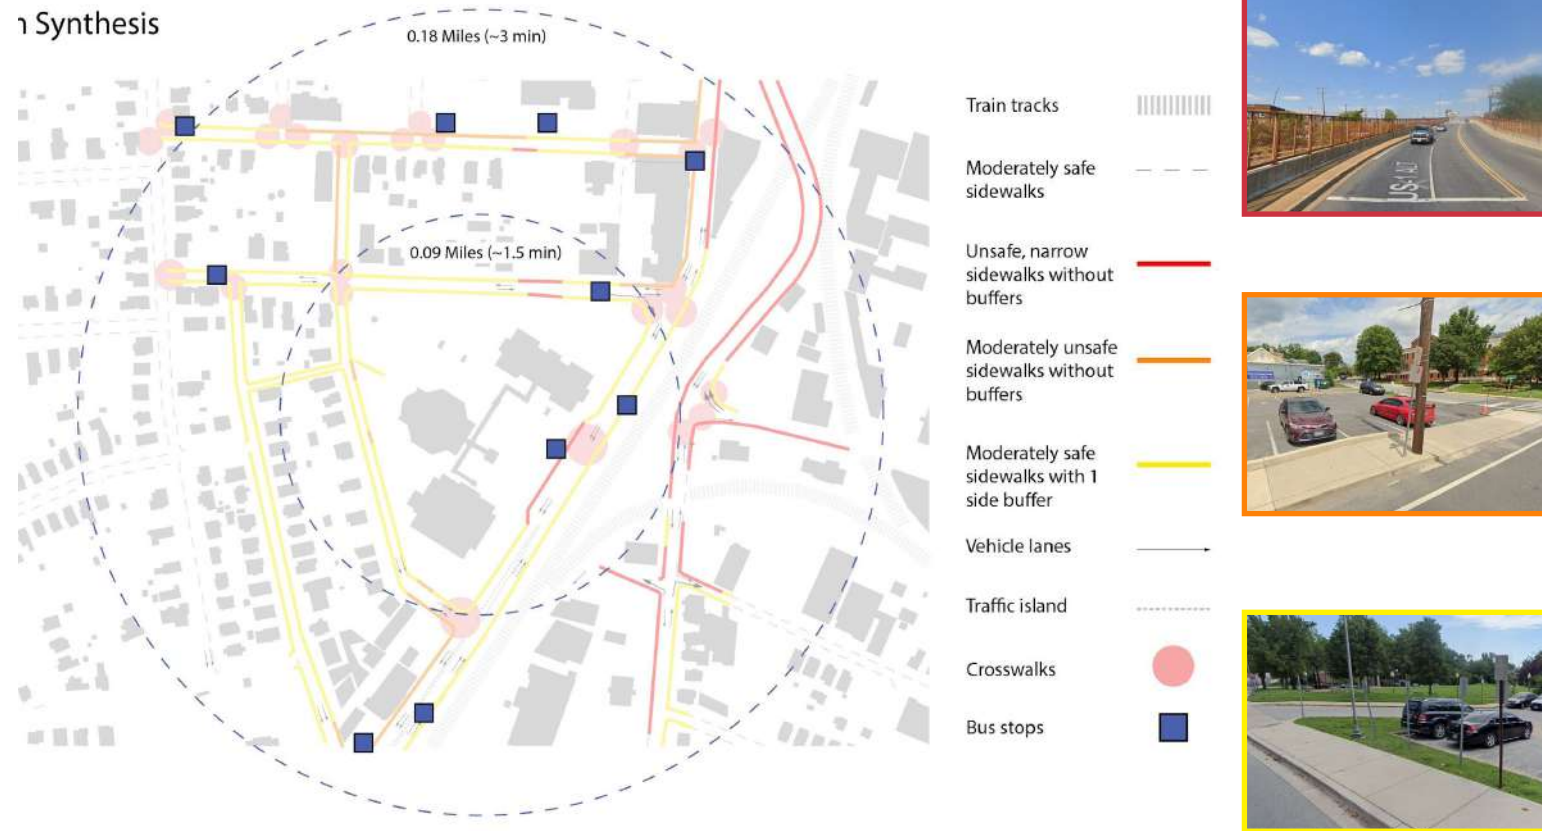 Synthesis
0.18 Miles (~3 min)
0.09 Miles (~1.5 min)
Train tracks
Moderately safe
sidewalks
Unsafe, narrow
sidewalks without
buffers
Moderately unsafe
sidewalks without
buffers
Moderately safe
sidewalks with 1
side buffer
Vehicle lanes
Traffic island
Crosswalks
Bus stops
US-1 ALT